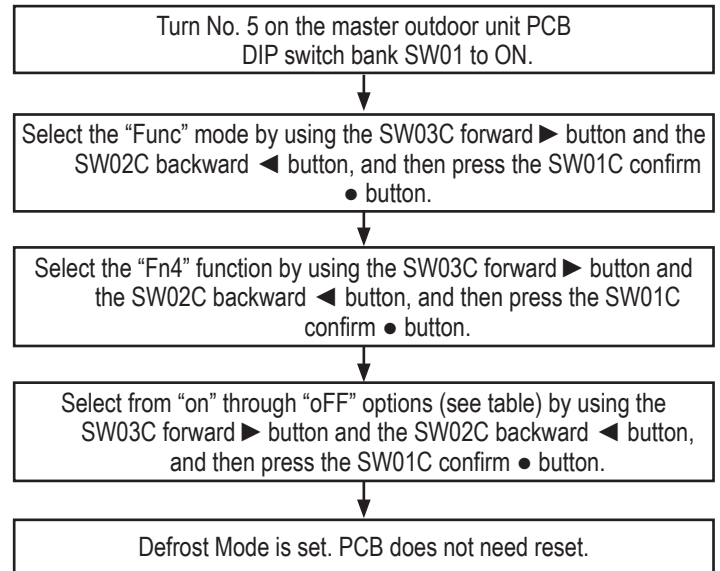 Turn No. 5 on the master outdoor unit PCB
DIP switch bank SW01 to ON.
Select the “Func” mode by using the SW03C forward ► button and the
SW02C backward ◄ button, and then press the SW01C confirm
● button.
Select the “Fn4” function by using the SW03C forward ► button and
the SW02C backward ◄ button, and then press the SW01C
confirm ● button.
Select from “on” through “oFF” options (see table) by using the
SW03C forward ► button and the SW02C backward ◄ button,
and then press the SW01C confirm ● button.
Defrost Mode is set. PCB does not need reset.